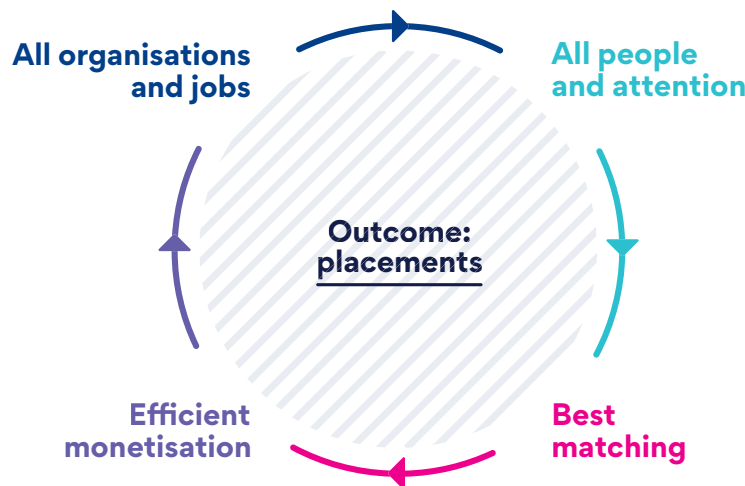 All organisations
and jobs
All people
and attention
Outcome:
placements
Efficient
monetisation
Best
matching